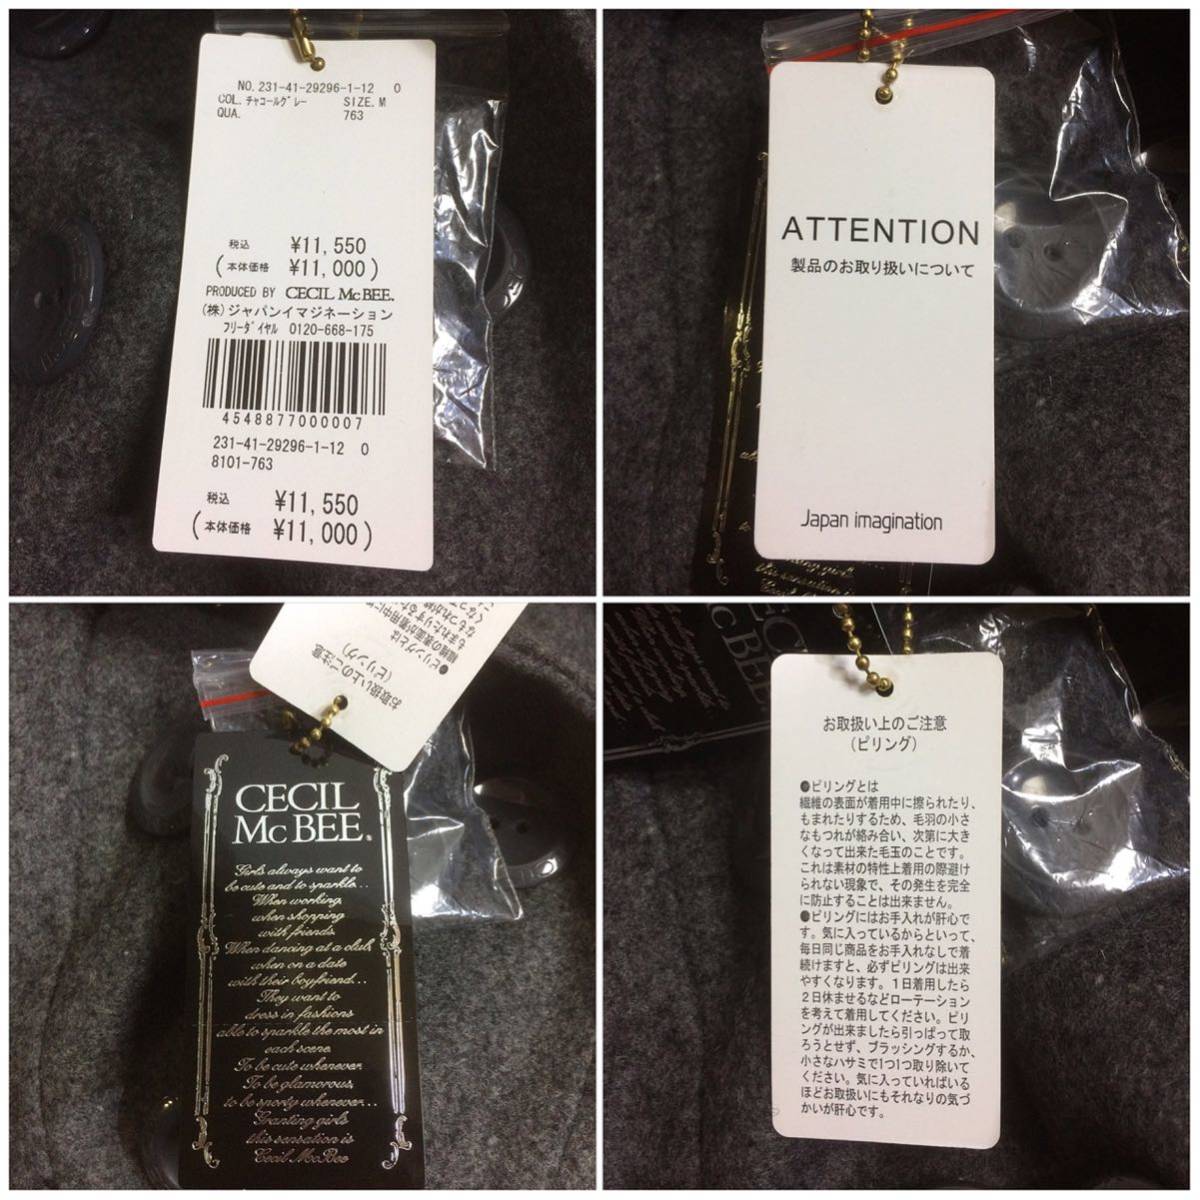 NO. 231-41-29296-1-12 0
COL. チャコールグレー SIZE. M
QUA. 763
税込 ¥11,550
(本体価格 ¥11,000)
PRODUCED BY CECIL McBEE.
(株)ジャパンイマジネーション
フリーダイヤル 0120-668-175
4548877000007
231-41-29296-1-12 0
8101-763
税込 ¥11,550
(本体価格 ¥11,000)
ATTENTION
製品のお取り扱いについて
Japan imagination
お取扱い上のご注意
(ピリング)
●ピリングとは
CECIL
McBEE®
Girls always want to
be cute and to sparkle...
When working,
when shopping
with friends.
When dancing at a club,
when on a date
with their boyfriend...
They want to
dress in fashions
able to sparkle the most in
each scene.
To be cute whenever.
To be glamorous,
to be sporty whenever...
Granting girls
this sensation is
Cecil McBee
お取扱い上のご注意
(ピリング)
●ピリングとは
繊維の表面が着用中に擦られたり、
もまれたりするため、毛羽の小さ
なもつれが絡み合い、次第に大き
くなって出来た毛玉のことです。
これは素材の特性上着用の際避け
られない現象で、その発生を完全
に防止することは出来ません。
●ピリングにはお手入れが肝心で
す。気に入っているからといって、
毎日同じ商品をお手入れなしで着
続けますと、必ずピリングは出来
やすくなります。1日着用したら
2日休ませるなどローテーション
を考えて着用してください。ピリ
ングが出来ましたら引っぱって取
ろうとせず、ブラッシングするか、
小さなハサミで1つ1つ取り除いて
ください。気に入っていればいる
ほどお取扱いにもそれなりの気づ
かいが肝心です。